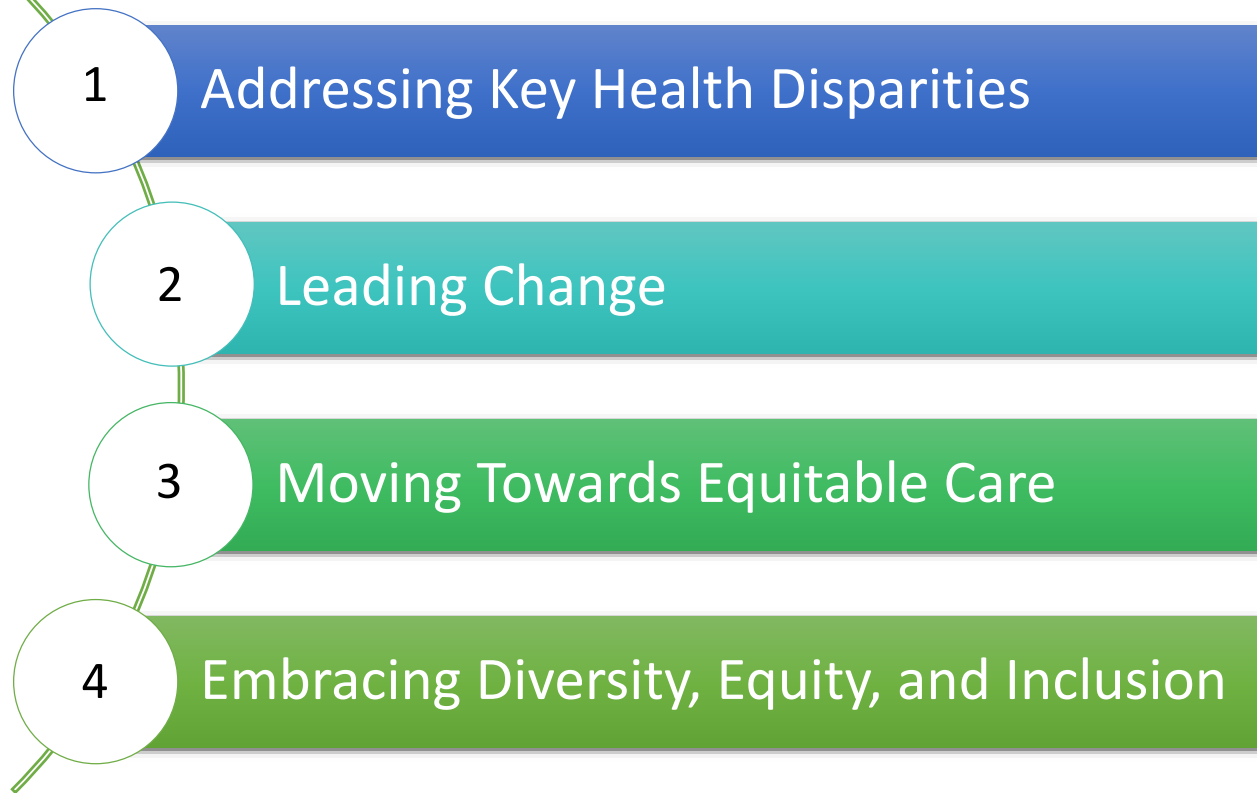 1 Addressing Key Health Disparities
2 Leading Change
3 Moving Towards Equitable Care
4 Embracing Diversity, Equity, and Inclusion